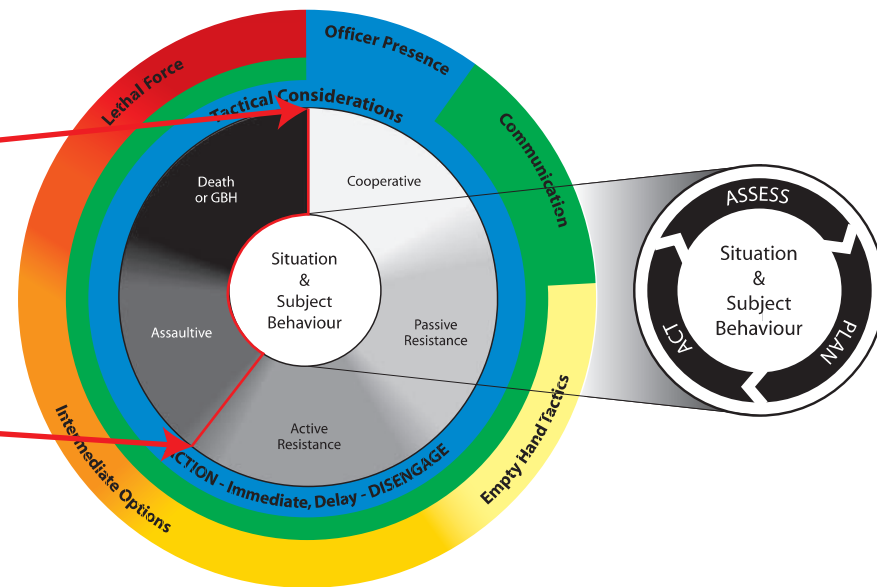 Officer Presence
Communication
Empty Hand Tactics
Intermediate Options
Lethal Force
Tactical Considerations
CTION - Immediate, Delay - DISENGAGE
Cooperative
Passive
Resistance
Active
Resistance
Assaultive
Death
or GBH
Situation
&
Subject
Behaviour
ASSESS
PLAN
ACT
Situation
&
Subject
Behaviour